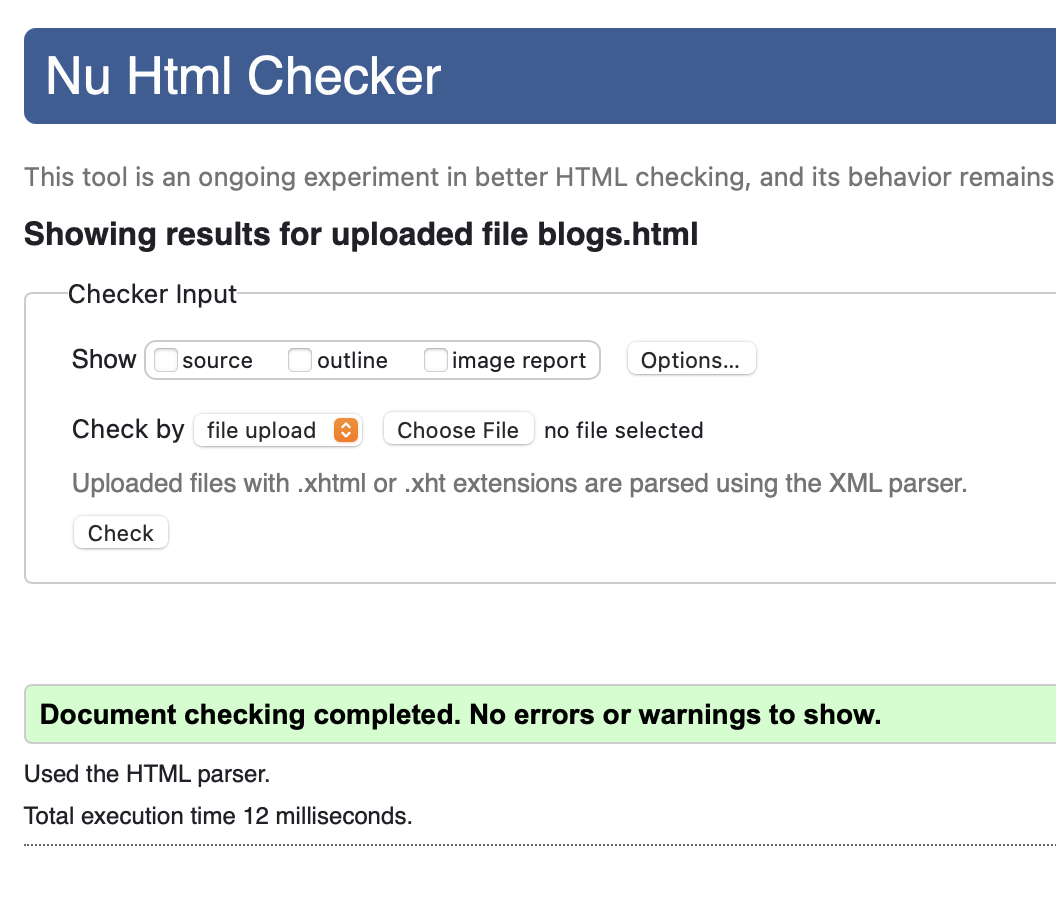 Nu Html Checker
This tool is an ongoing experiment in better HTML checking, and its behavior remains
Showing results for uploaded file blogs.html
Checker Input
Show source outline image report Options...
Check by file upload Choose File no file selected
Uploaded files with .xhtml or .xht extensions are parsed using the XML parser.
Check
Document checking completed. No errors or warnings to show.
Used the HTML parser.
Total execution time 12 milliseconds.